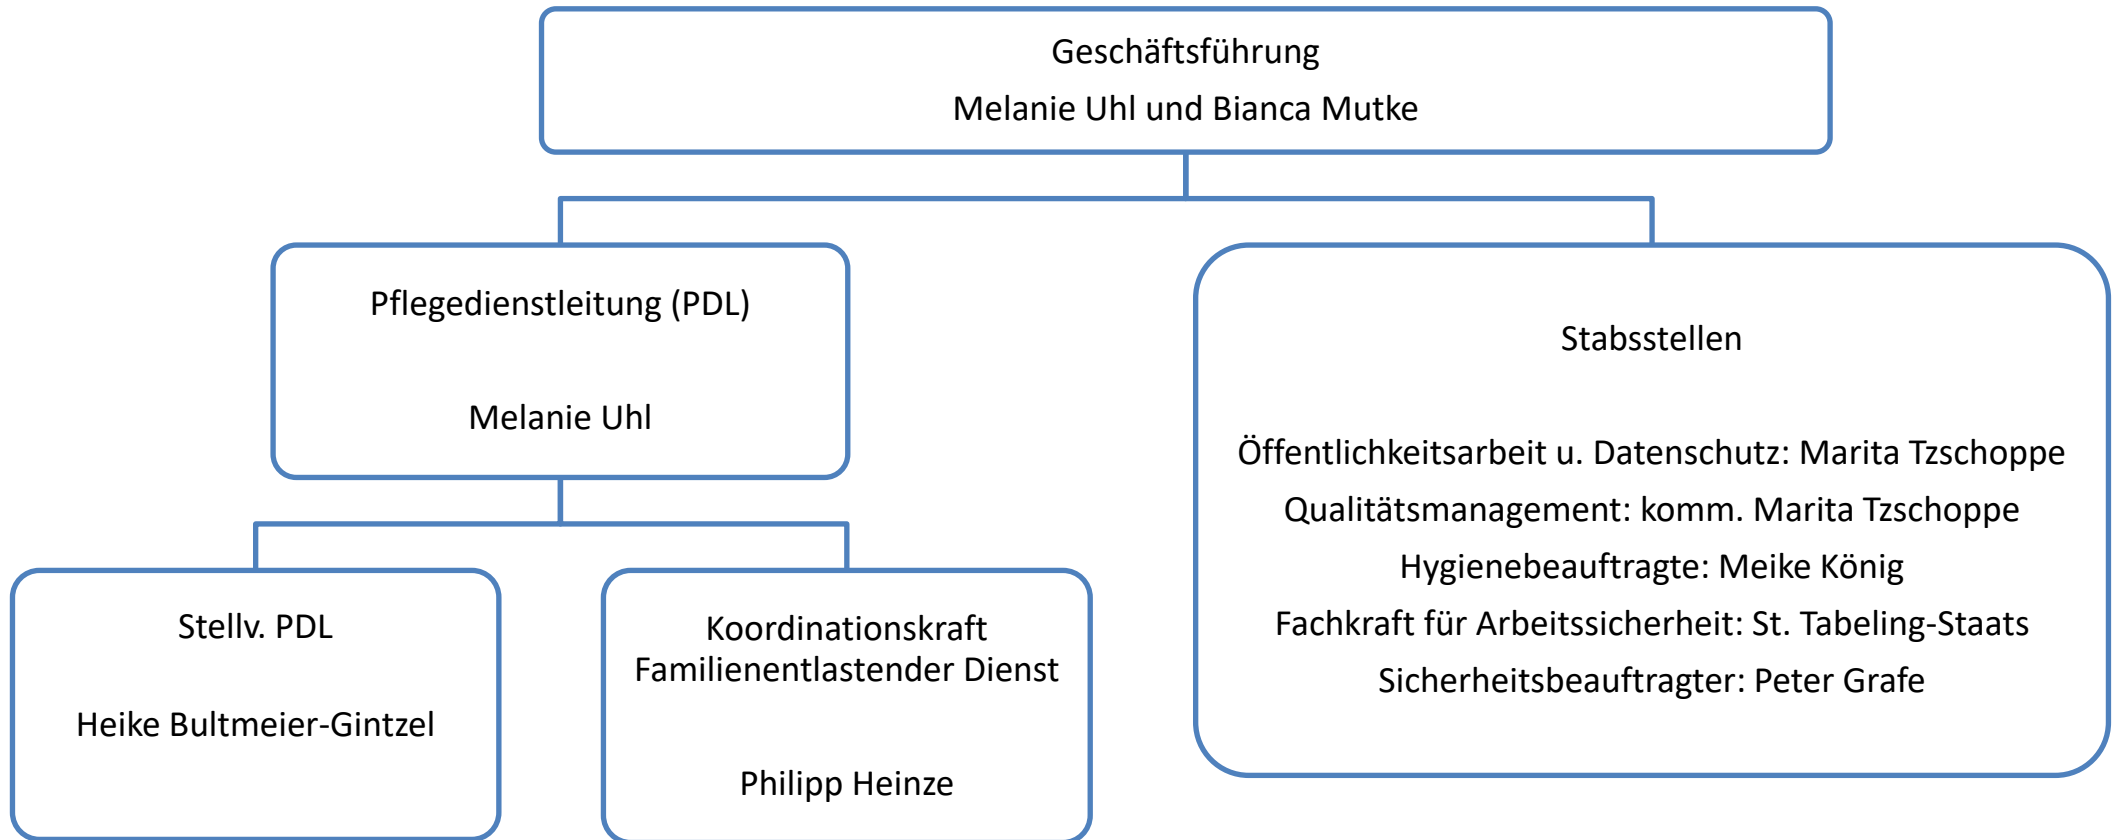 Geschäftsführung
Melanie Uhl und Bianca Mutke
Pflegedienstleitung (PDL)
Melanie Uhl
Stabsstellen
Öffentlichkeitsarbeit u. Datenschutz: Marita Tzschoppe
Qualitätsmanagement: komm. Marita Tzschoppe
Hygienebeauftragte: Meike König
Fachkraft für Arbeitssicherheit: St. Tabeling-Staats
Sicherheitsbeauftragter: Peter Grafe
Stellv. PDL
Heike Bultmeier-Gintzel
Koordinationskraft
Familienentlastender Dienst
Philipp Heinze